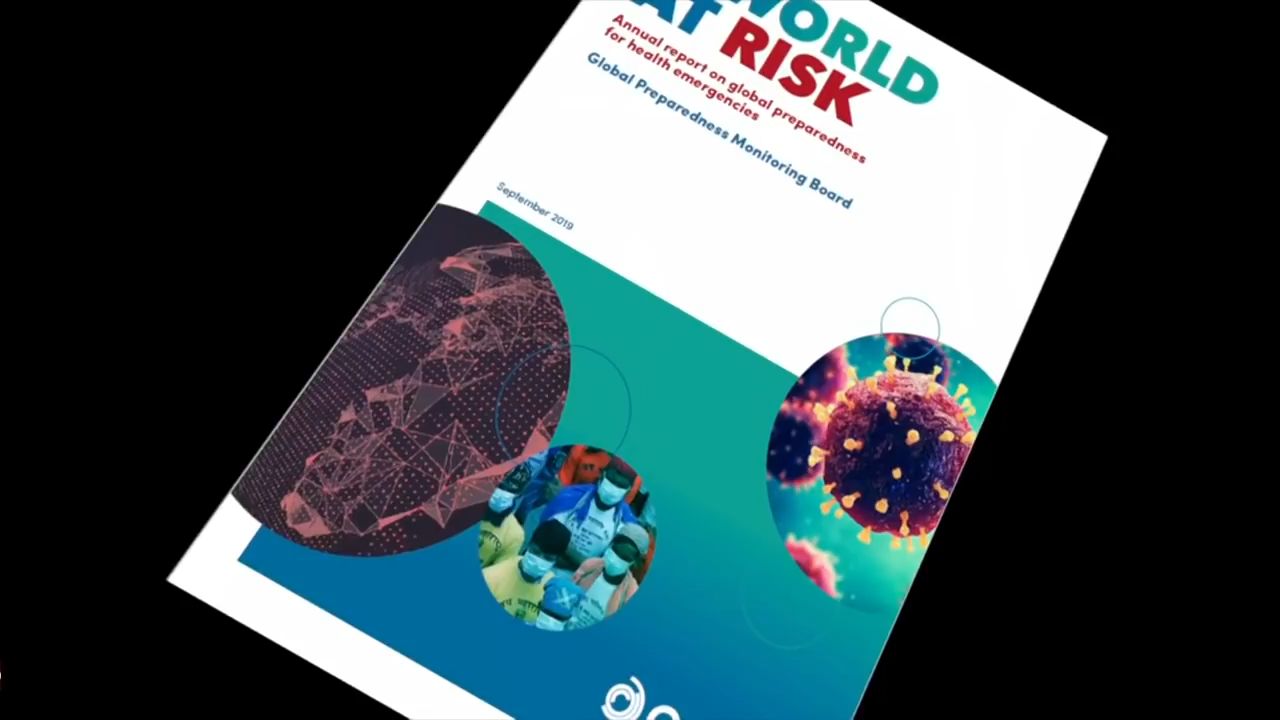 WORLD
AT RISK
Annual report on global preparedness
for health emergencies
Global Preparedness Monitoring Board
September 2019